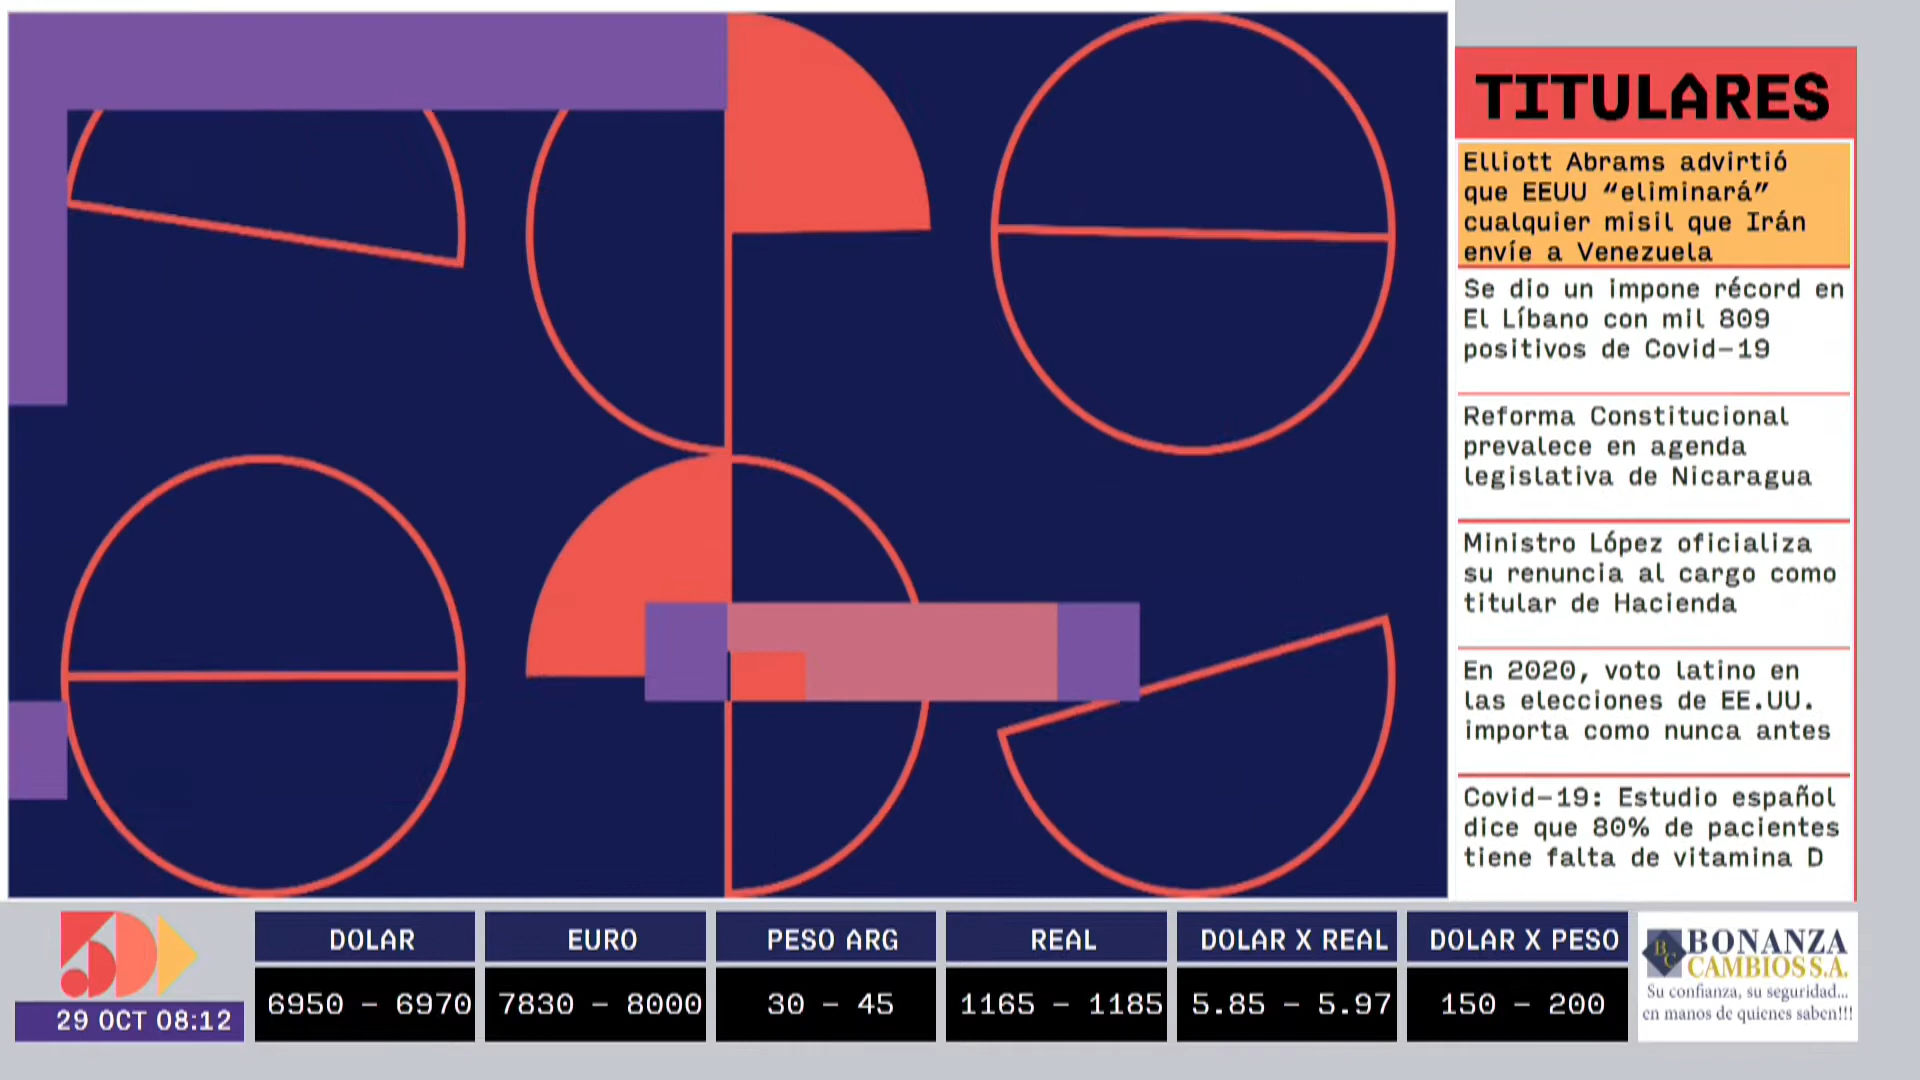 TITULARES
Elliott Abrams advirtió
que EEUU “eliminará”
cualquier misil que Irán
envíe a Venezuela
Se dio un impone récord en
El Líbano con mil 809
positivos de Covid-19
Reforma Constitucional
prevalece en agenda
legislativa de Nicaragua
Ministro López oficializa
su renuncia al cargo como
titular de Hacienda
En 2020, voto latino en
las elecciones de EE.UU.
importa como nunca antes
Covid-19: Estudio español
dice que 80% de pacientes
tiene falta de vitamina D
29 OCT 08:12
DOLAR
6950 - 6970
EURO
7830 - 8000
PESO ARG
30 - 45
REAL
1165 - 1185
DOLAR X REAL
5.85 - 5.97
DOLAR X PESO
150 - 200
BC
BONANZA
CAMBIOS S.A.
Su confianza, su seguridad...
en manos de quienes saben!!!